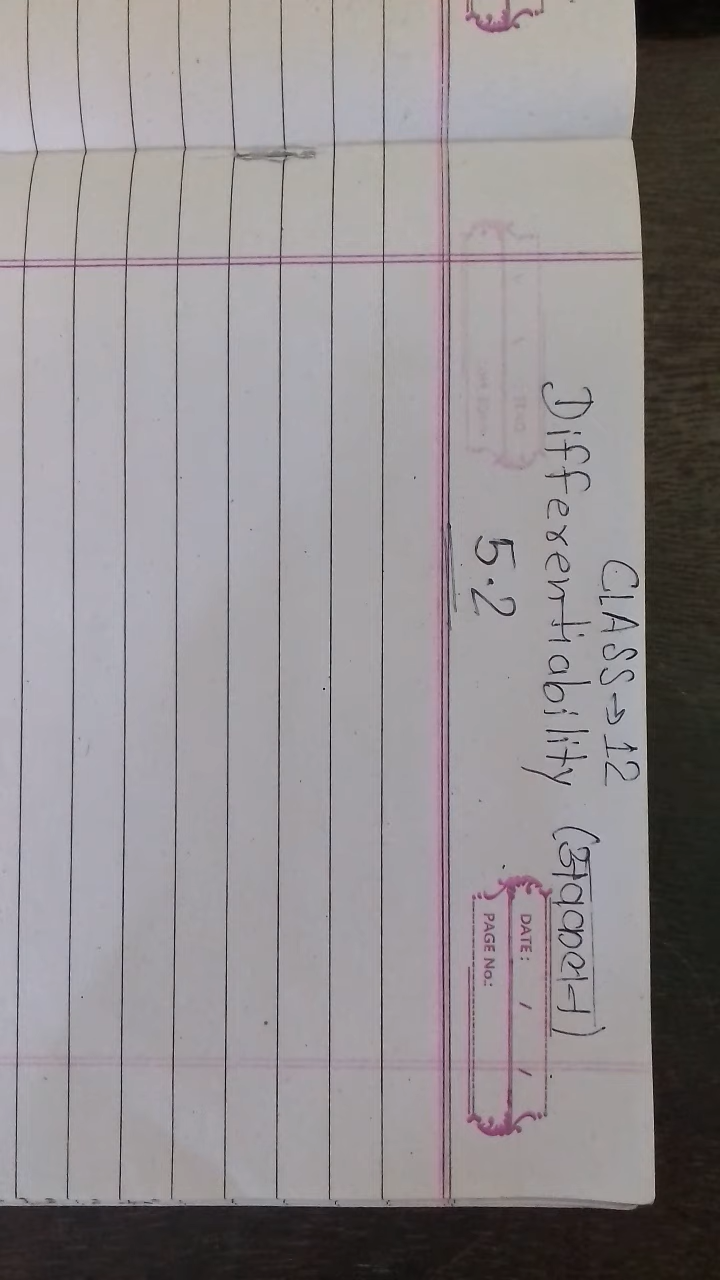 CLASS→12
Differentiability (अवकलन)
5.2
DATE: / /
PAGE No.: